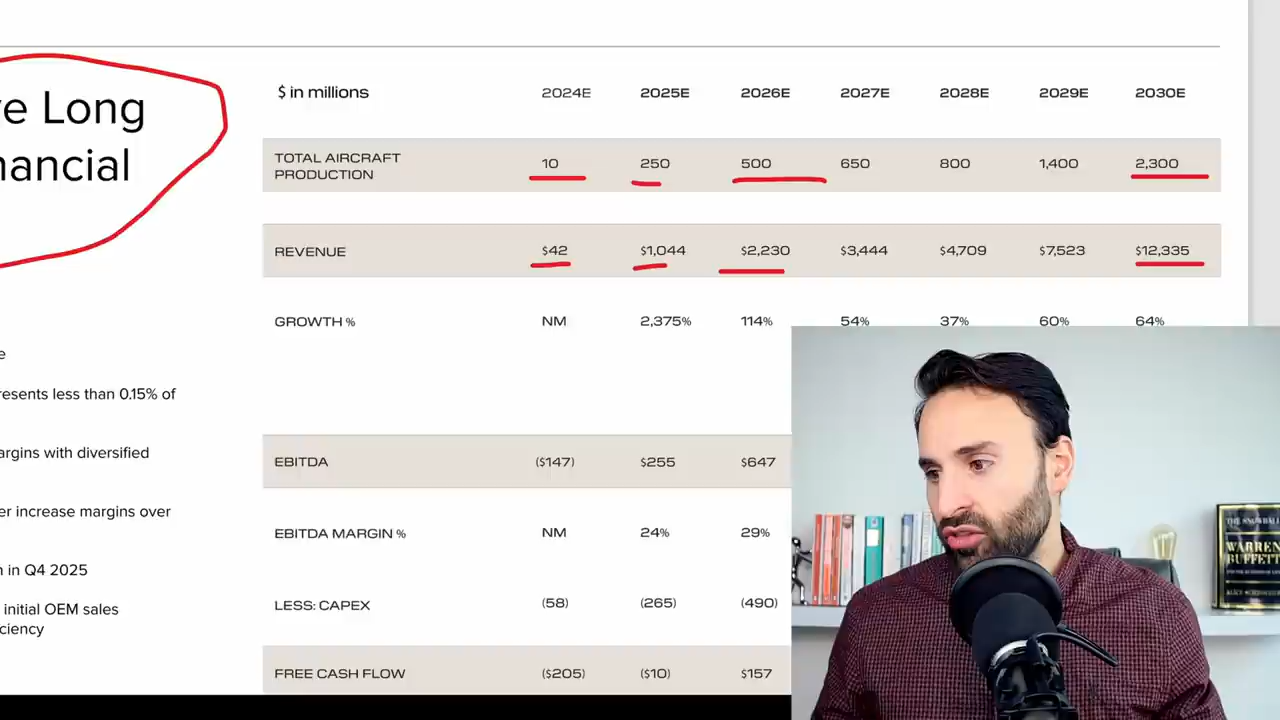 ve Long
nancial
e
resents less than 0.15% of
argins with diversified
er increase margins over
n in Q4 2025
initial OEM sales
ciency
$ in millions 2024E 2025E 2026E 2027E 2028E 2029E 2030E
TOTAL AIRCRAFT
PRODUCTION 10 250 500 650 800 1,400 2,300
REVENUE $42 $1,044 $2,230 $3,444 $4,709 $7,523 $12,335
GROWTH % NM 2,375% 114% 54% 37% 60% 64%
EBITDA ($147) $255 $647
EBITDA MARGIN % NM 24% 29%
LESS: CAPEX (58) (265) (490)
FREE CASH FLOW ($205) ($10) $157
THE SNOWBALL
WARREN
BUFFETT